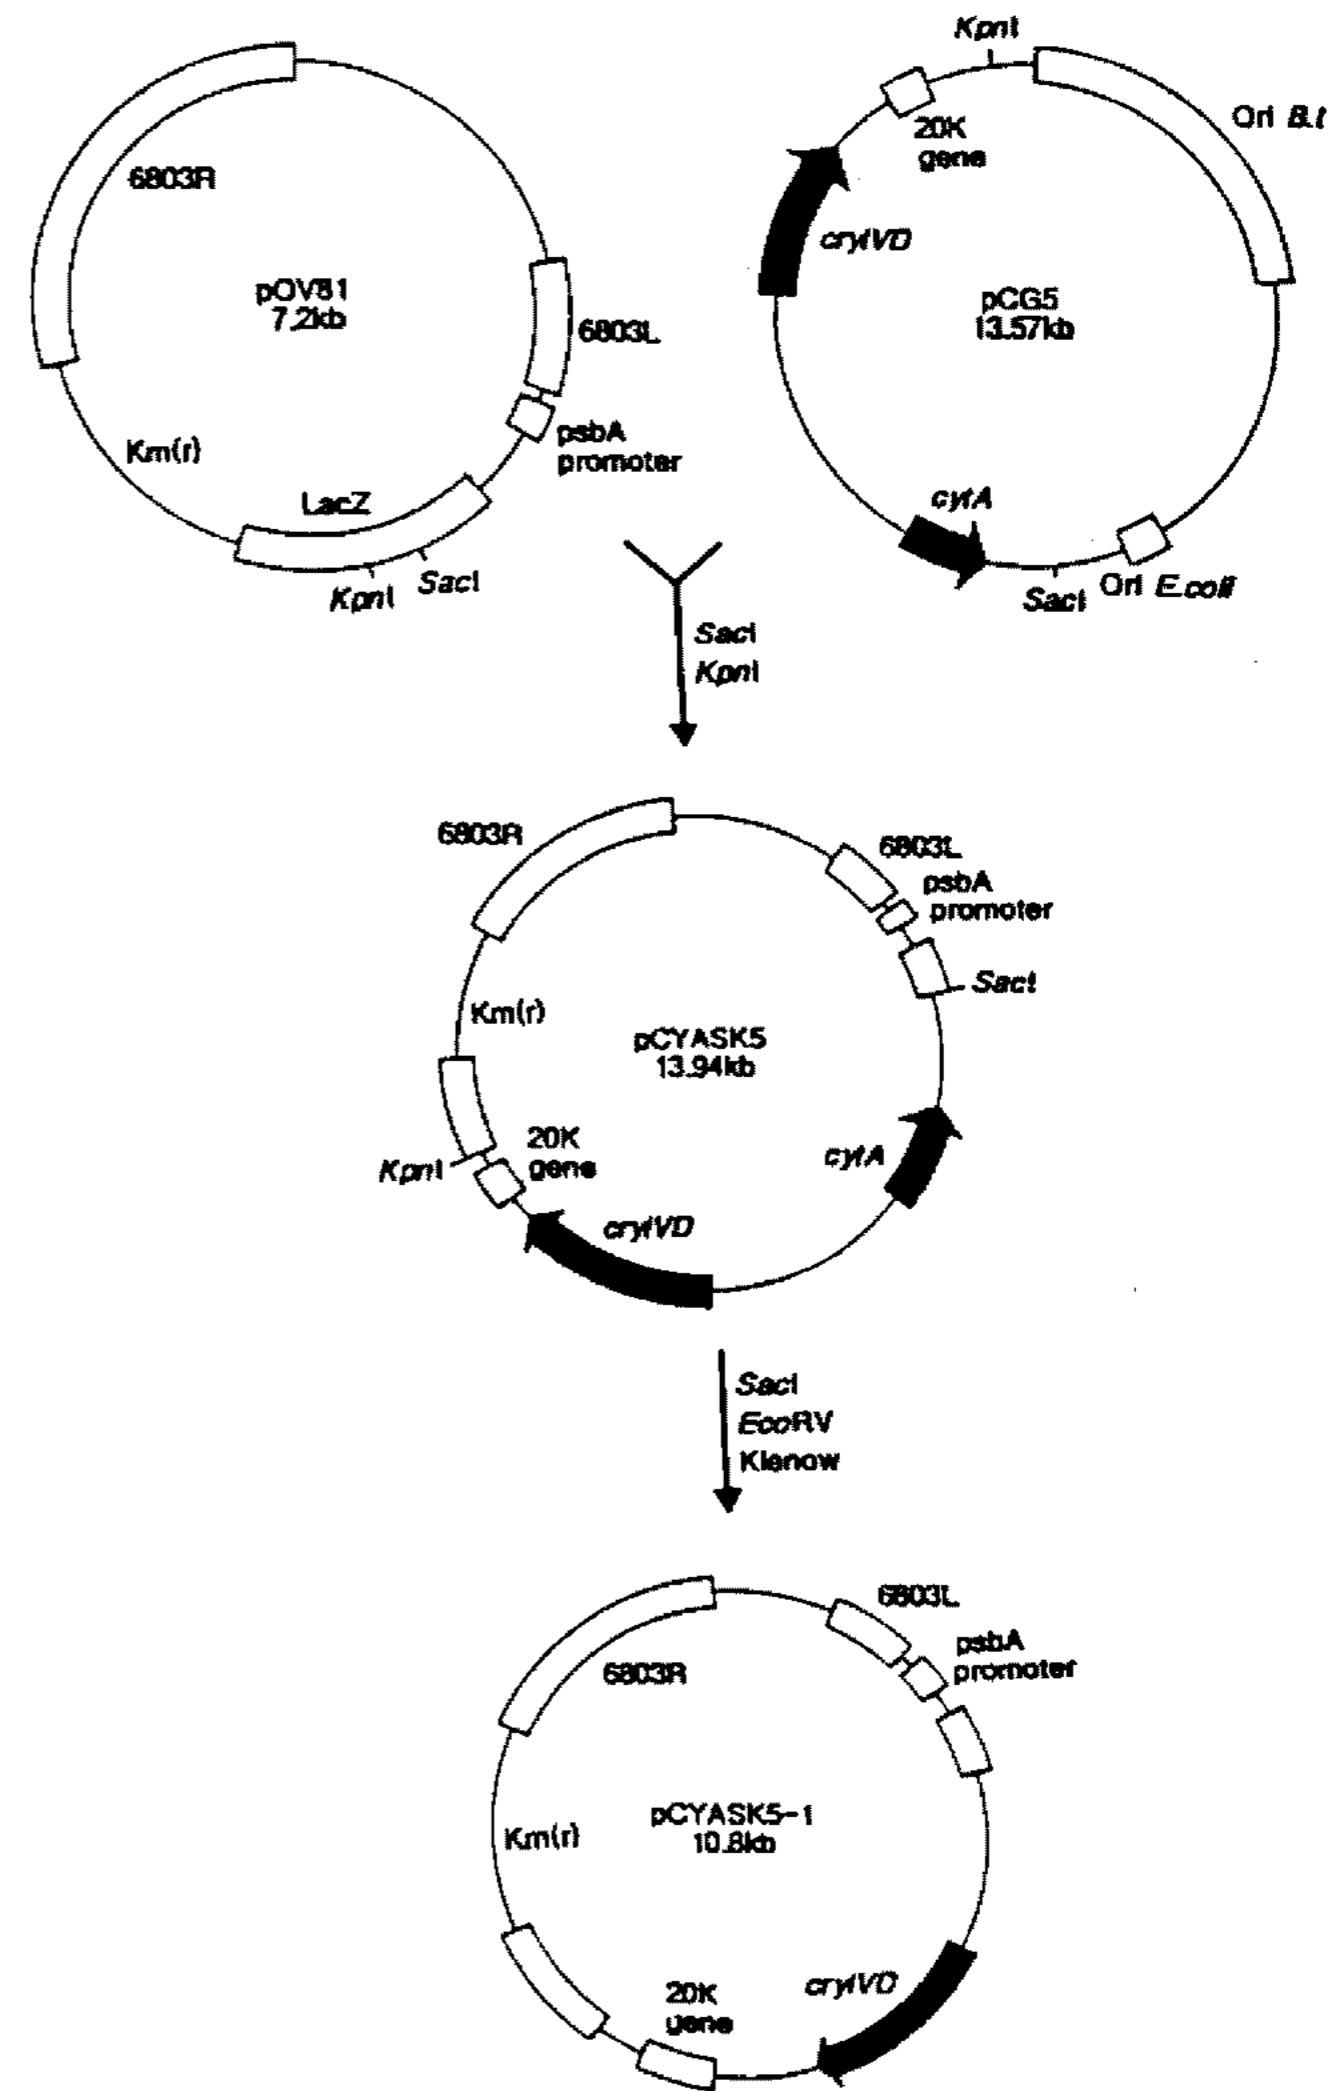 KpnI
Ori B.t
20K
gene
6803R
cryIVD
pOV81
7.2kb
pCG5
13.57kb
6803L
psbA
promoter
Km(r)
LacZ
cytA
KpnI
SacI
SacI
Ori E.coli
SacI
KpnI
6803R
6803L
psbA
promoter
SacI
Km(r)
pCYASK5
13.94kb
20K
gene
KpnI
cytA
cryIVD
SacI
EcoRV
Klenow
6803L
psbA
promoter
6803R
pCYASK5-1
10.8kb
Km(r)
cryIVD
20K
gene